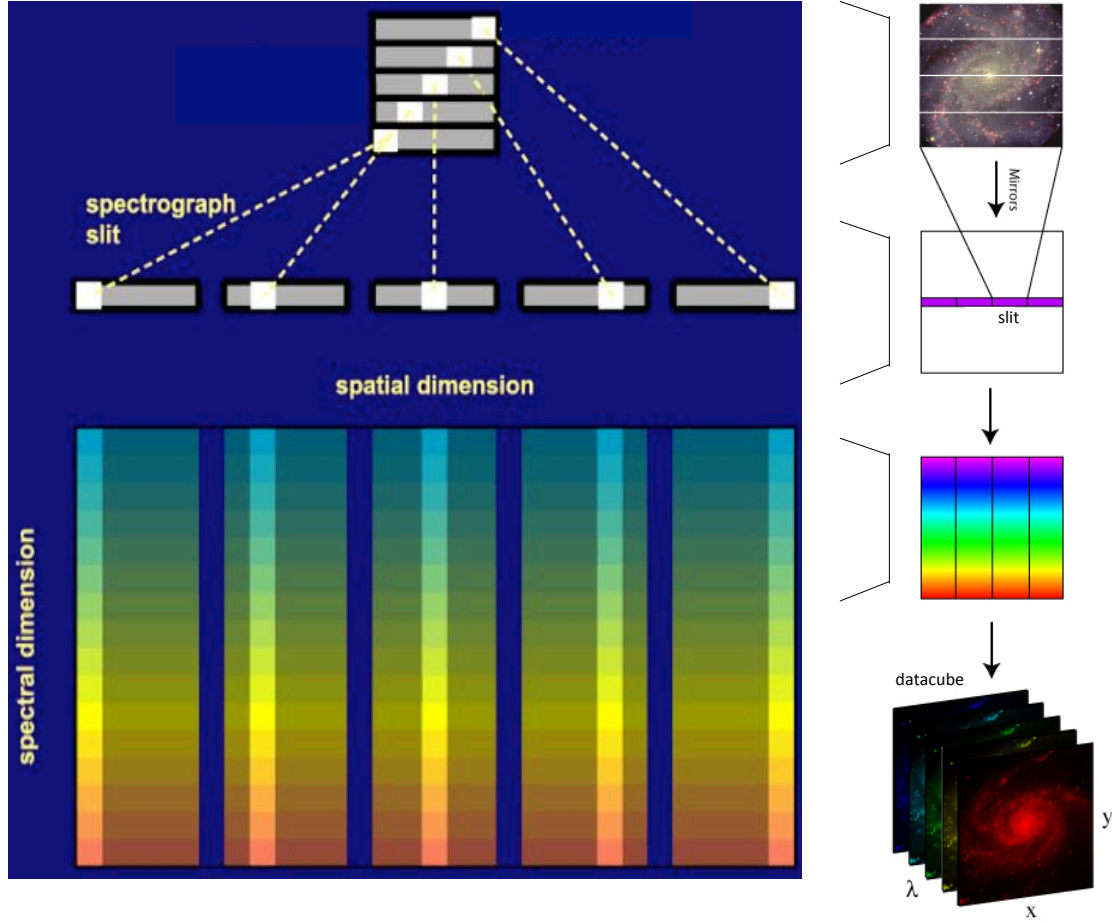 spectrograph
slit
spatial dimension
spectral dimension
Mirrors
slit
datacube
y
λ
x